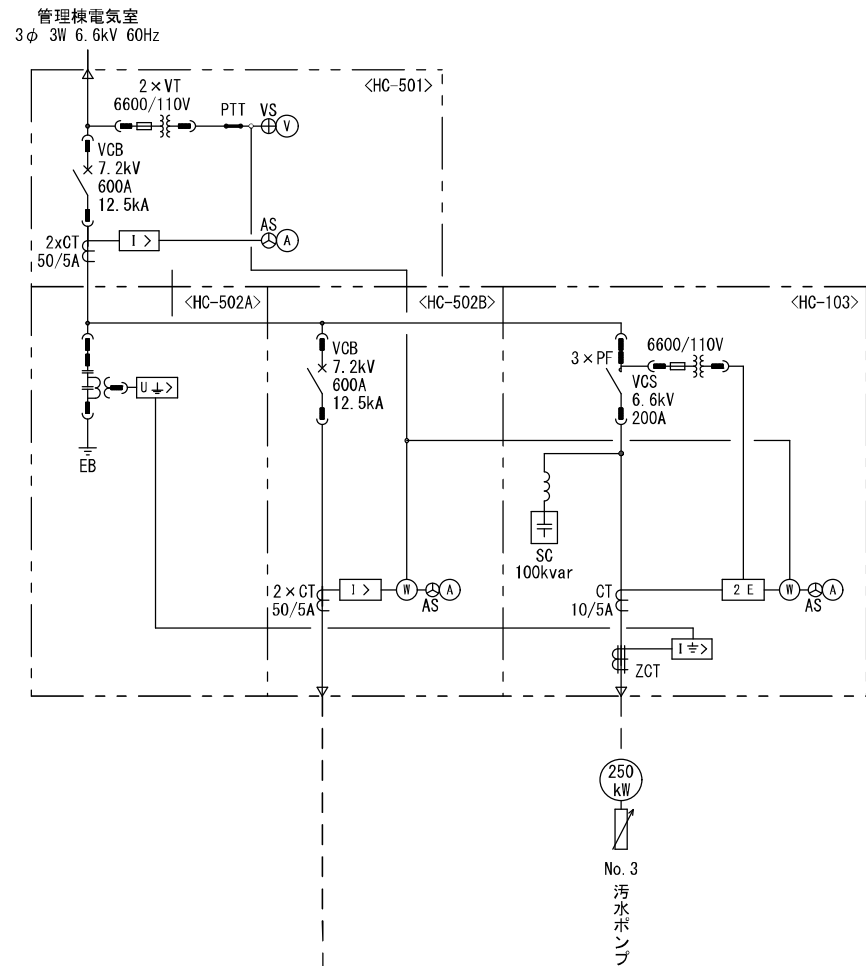 管理棟電気室
3φ 3W 6.6kV 60Hz
<HC-501>
2×VT
6600/110V
PTT
VS
V
VCB
7.2kV
600A
12.5kA
AS
I >
A
2xCT
50/5A
<HC-502A>
<HC-502B>
<HC-103>
VCB
7.2kV
600A
12.5kA
3×PF
6600/110V
VCS
6.6kV
200A
U >
EB
SC
100kvar
2×CT
50/5A
I >
W
A
AS
CT
10/5A
2 E
W
A
AS
I >
ZCT
250
kW
No. 3
汚水ポンプ